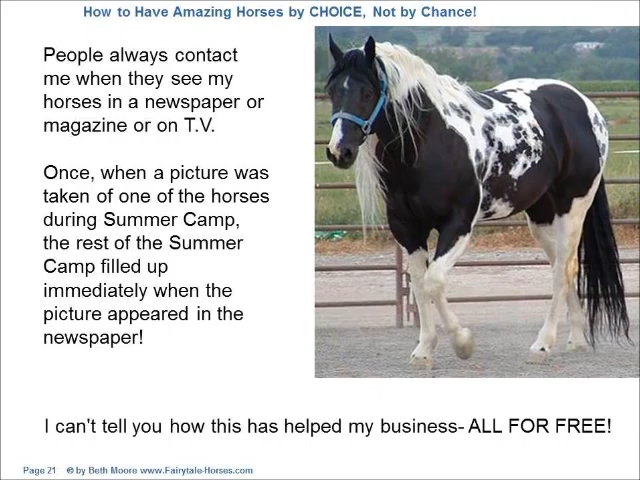 How to Have Amazing Horses by CHOICE, Not by Chance!
People always contact
me when they see my
horses in a newspaper or
magazine or on T.V.
Once, when a picture was
taken of one of the horses
during Summer Camp,
the rest of the Summer
Camp filled up
immediately when the
picture appeared in the
newspaper!
I can't tell you how this has helped my business- ALL FOR FREE!
Page 21 © by Beth Moore www.Fairytale-Horses.com